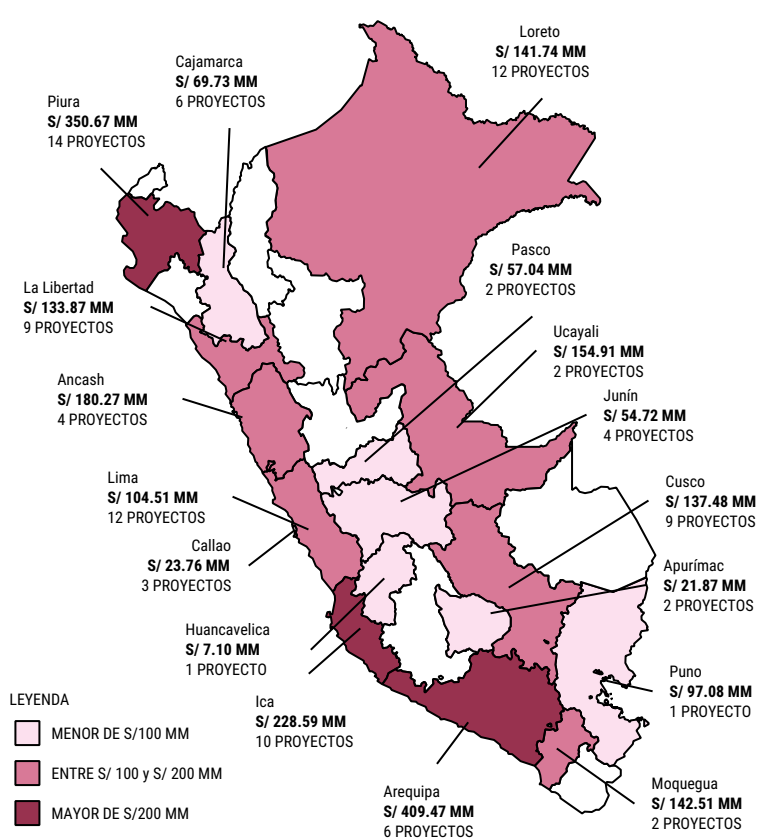 Loreto
S/ 141.74 MM
12 PROYECTOS
Cajamarca
S/ 69.73 MM
6 PROYECTOS
Piura
S/ 350.67 MM
14 PROYECTOS
Pasco
S/ 57.04 MM
2 PROYECTOS
La Libertad
S/ 133.87 MM
9 PROYECTOS
Ucayali
S/ 154.91 MM
2 PROYECTOS
Ancash
S/ 180.27 MM
4 PROYECTOS
Junín
S/ 54.72 MM
4 PROYECTOS
Lima
S/ 104.51 MM
12 PROYECTOS
Cusco
S/ 137.48 MM
9 PROYECTOS
Callao
S/ 23.76 MM
3 PROYECTOS
Apurímac
S/ 21.87 MM
2 PROYECTOS
Huancavelica
S/ 7.10 MM
1 PROYECTO
Puno
S/ 97.08 MM
1 PROYECTO
Ica
S/ 228.59 MM
10 PROYECTOS
Moquegua
S/ 142.51 MM
2 PROYECTOS
Arequipa
S/ 409.47 MM
6 PROYECTOS
LEYENDA
MENOR DE S/100 MM
ENTRE S/ 100 y S/ 200 MM
MAYOR DE S/200 MM